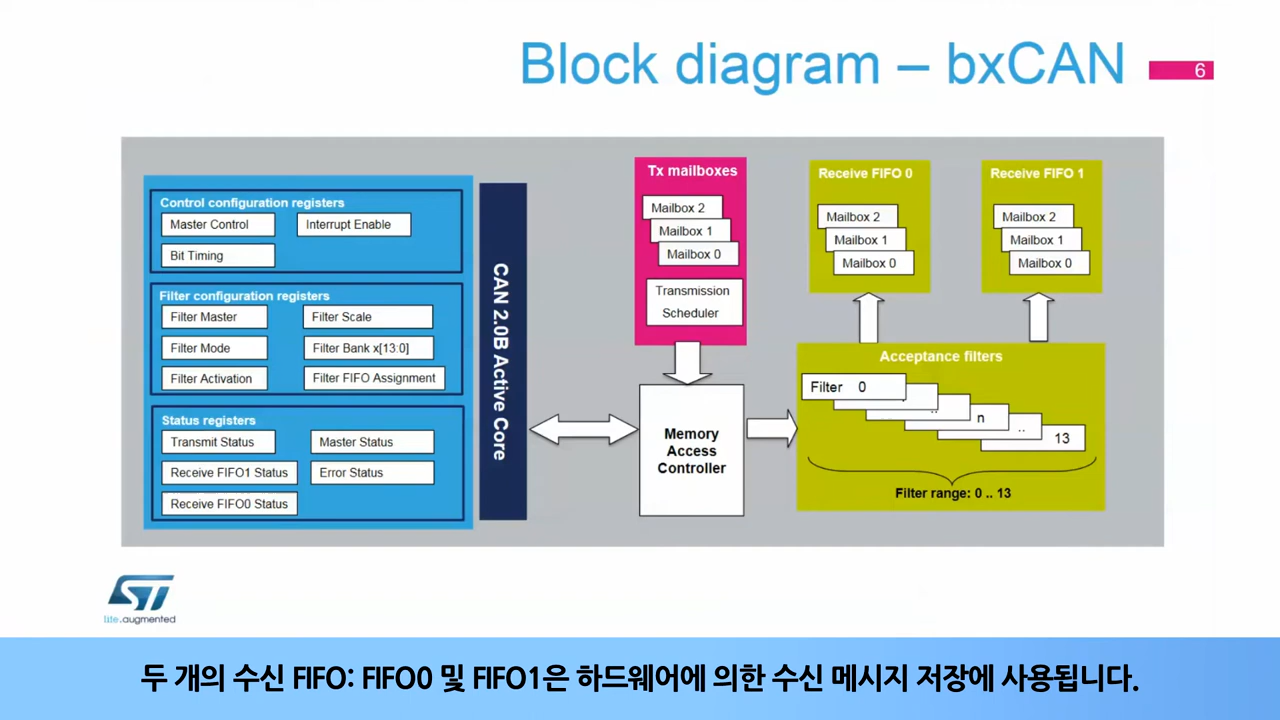 Block diagram – bxCAN
6
Control configuration registers
Master Control
Interrupt Enable
Bit Timing
Filter configuration registers
Filter Master
Filter Scale
Filter Mode
Filter Bank x[13:0]
Filter Activation
Filter FIFO Assignment
Status registers
Transmit Status
Master Status
Receive FIFO1 Status
Error Status
Receive FIFO0 Status
CAN 2.0B Active Core
Tx mailboxes
Mailbox 2
Mailbox 1
Mailbox 0
Transmission
Scheduler
Memory
Access
Controller
Receive FIFO 0
Mailbox 2
Mailbox 1
Mailbox 0
Receive FIFO 1
Mailbox 2
Mailbox 1
Mailbox 0
Acceptance filters
Filter 0
..
n
..
13
Filter range: 0 .. 13
ST
life.augmented
두 개의 수신 FIFO: FIFO0 및 FIFO1은 하드웨어에 의한 수신 메시지 저장에 사용됩니다.